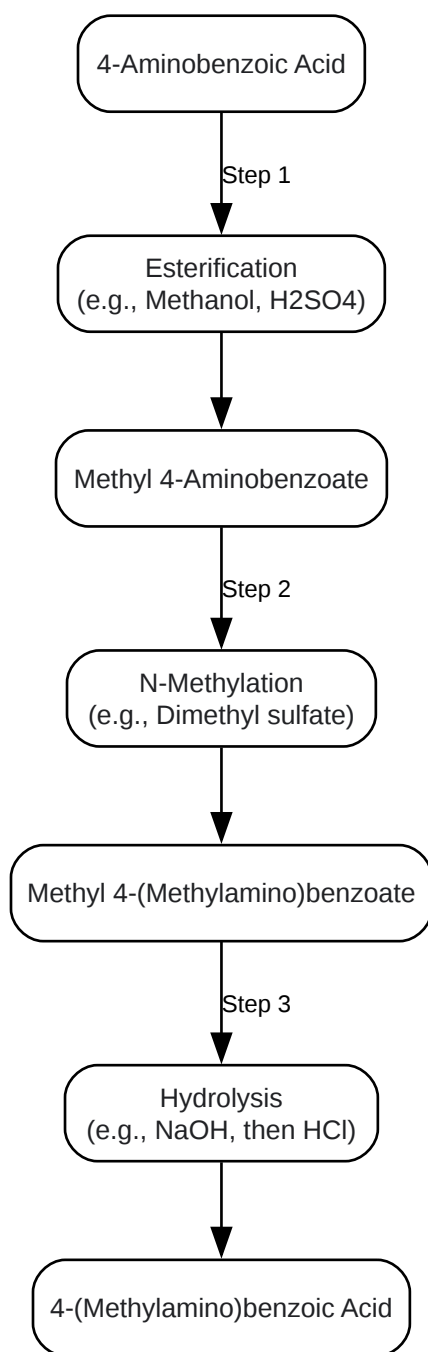 4-Aminobenzoic Acid
Step 1
Esterification
(e.g., Methanol, H2SO4)
Methyl 4-Aminobenzoate
Step 2
N-Methylation
(e.g., Dimethyl sulfate)
Methyl 4-(Methylamino)benzoate
Step 3
Hydrolysis
(e.g., NaOH, then HCl)
4-(Methylamino)benzoic Acid